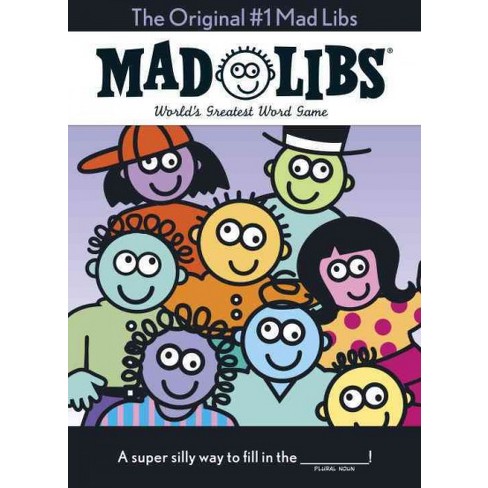 The Original #1 Mad Libs
MAD LIBS®
World's Greatest Word Game
A super silly way to fill in the __________!
PLURAL NOUN